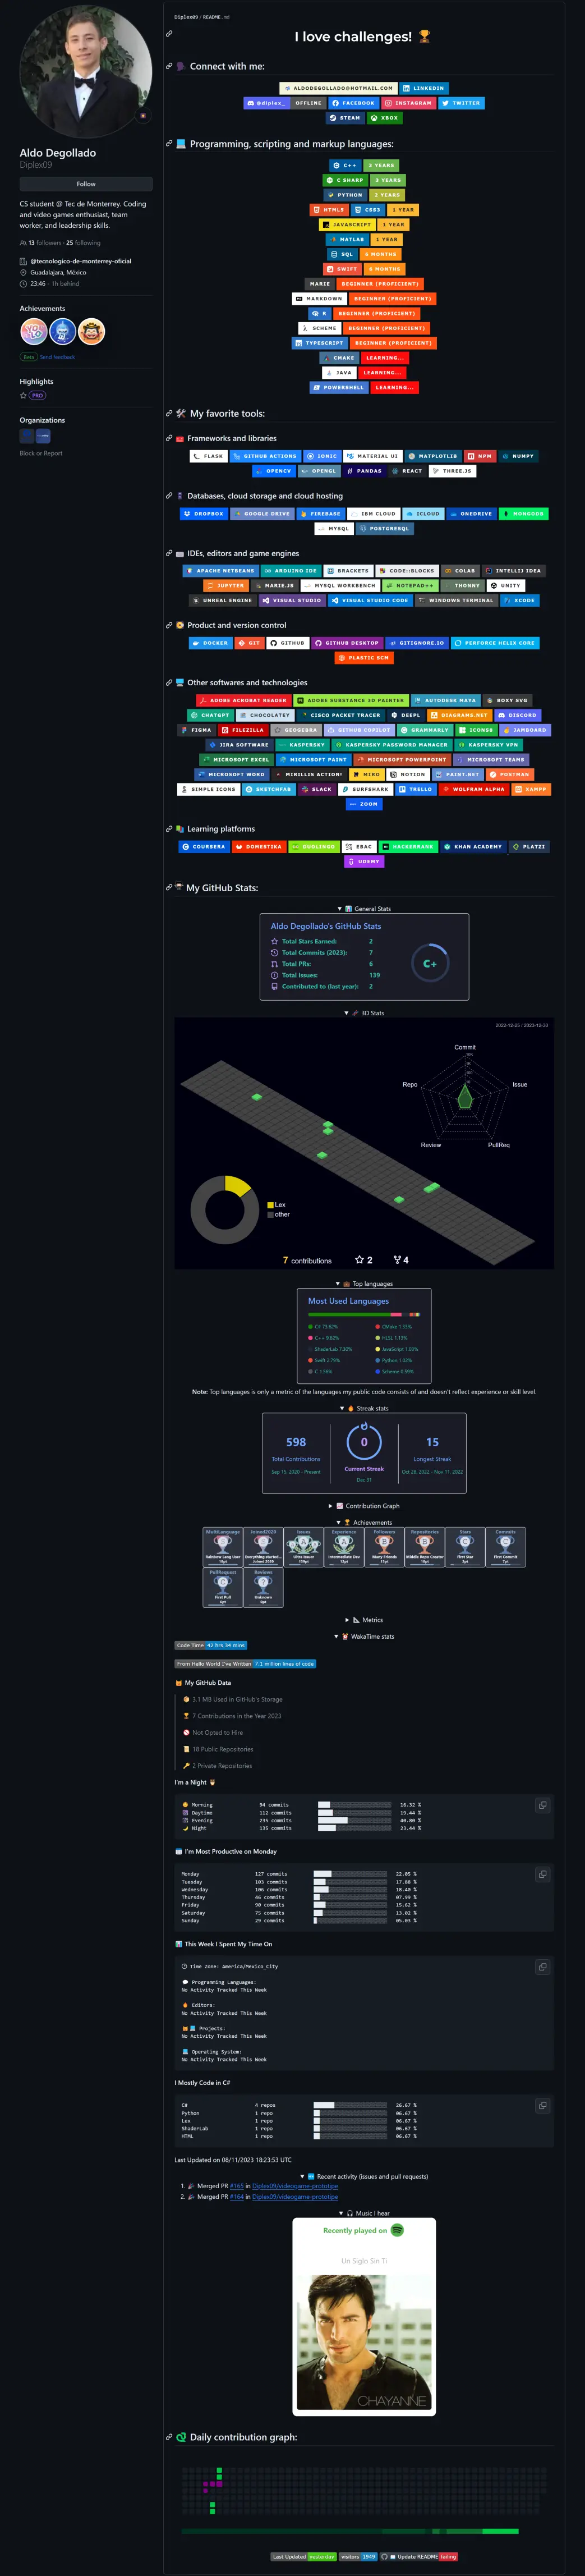 Aldo Degollado
Diplex09
Follow
CS student @ Tec de Monterrey. Coding
and video games enthusiast, team
worker, and leadership skills.
13 followers · 25 following
@tecnologico-de-monterrey-oficial
Guadalajara, México
23:46 - 1h behind
Achievements
Beta Send feedback
Highlights
PRO
Organizations
Block or Report
Diplex09 / README.md
I love challenges!
Connect with me:
ALDODEGOLLADO@HOTMAIL.COM LINKEDIN
@diplex_ OFFLINE FACEBOOK INSTAGRAM TWITTER
STEAM XBOX
Programming, scripting and markup languages:
C++ 3 YEARS
C SHARP 3 YEARS
PYTHON 2 YEARS
HTML5 CSS3 1 YEAR
JAVASCRIPT 1 YEAR
MATLAB 1 YEAR
SQL 6 MONTHS
SWIFT 6 MONTHS
MARIE BEGINNER (PROFICIENT)
MARKDOWN BEGINNER (PROFICIENT)
R BEGINNER (PROFICIENT)
SCHEME BEGINNER (PROFICIENT)
TYPESCRIPT BEGINNER (PROFICIENT)
CMAKE LEARNING...
JAVA LEARNING...
POWERSHELL LEARNING...
My favorite tools:
Frameworks and libraries
FLASK GITHUB ACTIONS IONIC MATERIAL UI MATPLOTLIB NPM NUMPY
OPENCV OPENGL PANDAS REACT THREE.JS
Databases, cloud storage and cloud hosting
DROPBOX GOOGLE DRIVE FIREBASE IBM CLOUD ICLOUD ONEDRIVE MONGODB
MYSQL POSTGRESQL
IDEs, editors and game engines
APACHE NETBEANS ARDUINO IDE BRACKETS CODE::BLOCKS COLAB INTELLIJ IDEA
JUPYTER MARIE.JS MYSQL WORKBENCH NOTEPAD++ THONNY UNITY
UNREAL ENGINE VISUAL STUDIO VISUAL STUDIO CODE WINDOWS TERMINAL XCODE
Product and version control
DOCKER GIT GITHUB GITHUB DESKTOP GITIGNORE.IO PERFORCE HELIX CORE
PLASTIC SCM
Other softwares and technologies
ADOBE ACROBAT READER ADOBE SUBSTANCE 3D PAINTER AUTODESK MAYA BOXY SVG
CHATGPT CHOCOLATEY CISCO PACKET TRACER DEEPL DIAGRAMS.NET DISCORD
FIGMA FILEZILLA GEOGEBRA GITHUB COPILOT GRAMMARLY ICONS8 JAMBOARD
JIRA SOFTWARE KASPERSKY KASPERSKY PASSWORD MANAGER KASPERSKY VPN
MICROSOFT EXCEL MICROSOFT PAINT MICROSOFT POWERPOINT MICROSOFT TEAMS
MICROSOFT WORD MIRILLIS ACTION! MIRO NOTION PAINT.NET POSTMAN
SIMPLE ICONS SKETCHFAB SLACK SURFSHARK TRELLO WOLFRAM ALPHA XAMPP
ZOOM
Learning platforms
COURSERA DOMESTIKA DUOLINGO EBAC HACKERRANK KHAN ACADEMY PLATZI
UDEMY
My GitHub Stats:
General Stats
Aldo Degollado's GitHub Stats
Total Stars Earned: 2
Total Commits (2023): 7
Total PRs: 6
Total Issues: 139
Contributed to (last year): 2
C+
3D Stats
2022-12-25 / 2023-12-30
Commit
Issue
PullReq
Review
Repo
Lex
other
7 contributions 2 4
Top languages
Most Used Languages
C# 73.62% CMake 1.33%
C++ 9.62% HLSL 1.13%
ShaderLab 7.30% JavaScript 1.03%
Swift 2.79% Python 1.02%
C 1.56% Scheme 0.59%
Note: Top languages is only a metric of the languages my public code consists of and doesn't reflect experience or skill level.
Streak stats
598 0 15
Total Contributions Current Streak Longest Streak
Sep 15, 2020 - Present Dec 31 Oct 28, 2022 - Nov 11, 2022
Contribution Graph
Achievements
MultiLanguage Joined2020 Issues Experience Followers Repositories Stars Commits
Rainbow Lang User Everything started... Ultra Issuer Intermediate Dev Many Friends Middle Repo Creator First Star First Commit
PullRequest Reviews
First Pull Unknown
Metrics
WakaTime stats
Code Time 42 hrs 34 mins
From Hello World I've Written 7.1 million lines of code
My GitHub Data
3.1 MB Used in GitHub's Storage
7 Contributions in the Year 2023
Not Opted to Hire
18 Public Repositories
2 Private Repositories
I'm a Night
Morning 94 commits 16.32 %
Daytime 112 commits 19.44 %
Evening 235 commits 40.80 %
Night 135 commits 23.44 %
I'm Most Productive on Monday
Monday 127 commits 22.05 %
Tuesday 103 commits 17.88 %
Wednesday 106 commits 18.40 %
Thursday 46 commits 07.99 %
Friday 90 commits 15.62 %
Saturday 75 commits 13.02 %
Sunday 29 commits 05.03 %
This Week I Spent My Time On
Time Zone: America/Mexico_City
Programming Languages:
No Activity Tracked This Week
Editors:
No Activity Tracked This Week
Projects:
No Activity Tracked This Week
Operating System:
No Activity Tracked This Week
I Mostly Code in C#
C# 4 repos 26.67 %
Python 1 repo 06.67 %
Lex 1 repo 06.67 %
ShaderLab 1 repo 06.67 %
HTML 1 repo 06.67 %
Last Updated on 08/11/2023 18:23:53 UTC
Recent activity (issues and pull requests)
1. Merged PR #165 in Diplex09/videogame-prototipe
2. Merged PR #164 in Diplex09/videogame-prototipe
Music I hear
Recently played on
Un Siglo Sin Ti
CHAYANNE
Daily contribution graph:
Last Updated yesterday visitors 1949 Update README failing